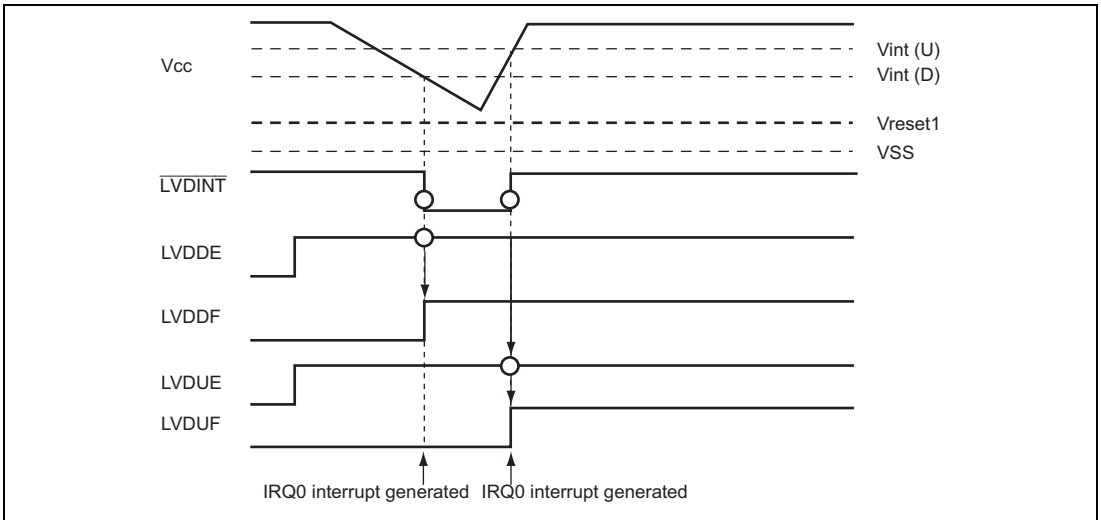 Vcc
Vint (U)
Vint (D)
Vreset1
VSS
LVDINT
LVDDE
LVDDF
LVDUE
LVDUF
IRQ0 interrupt generated IRQ0 interrupt generated